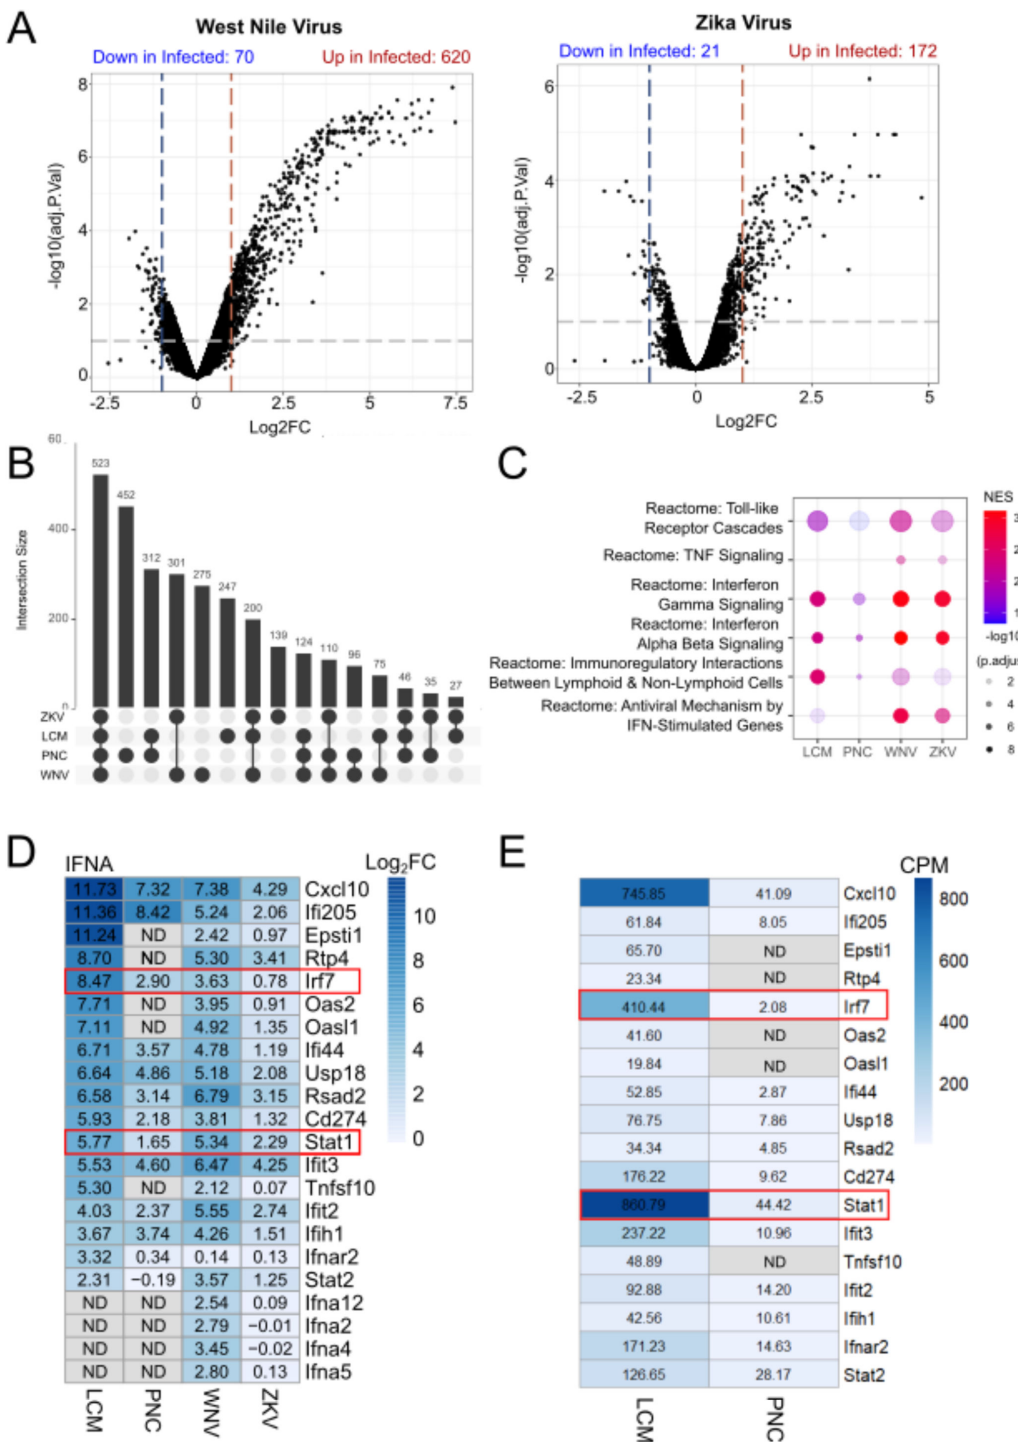 A
West Nile Virus
Down in Infected: 70 Up in Infected: 620
-log10(adj.P.Val)
8
6
4
2
0
-2.5 0 2.5 5 7.5
Log2FC
Zika Virus
Down in Infected: 21 Up in Infected: 172
-log10(adj.P.Val)
6
4
2
0
-2.5 0 2.5 5
Log2FC
B
Intersection Size
60
400
200
0
523 452 312 301 275 247 200 139 124 110 96 75 46 35 27
ZKV
LCM
PNC
WNV
C
Reactome: Toll-like
Receptor Cascades
Reactome: TNF Signaling
Reactome: Interferon
Gamma Signaling
Reactome: Interferon
Alpha Beta Signaling
Reactome: Immunoregulatory Interactions
Between Lymphoid & Non-Lymphoid Cells
Reactome: Antiviral Mechanism by
IFN-Stimulated Genes
LCM PNC WNV ZKV
NES
3
2
2
1
-log10
(p.adjus
2
4
6
8
D
IFNA
Log2FC
11.73 7.32 7.38 4.29 Cxcl10
11.36 8.42 5.24 2.06 Ifi205
11.24 ND 2.42 0.97 Epsti1
8.70 ND 5.30 3.41 Rtp4
8.47 2.90 3.63 0.78 Irf7
7.71 ND 3.95 0.91 Oas2
7.11 ND 4.92 1.35 Oasl1
6.71 3.57 4.78 1.19 Ifi44
6.64 4.86 5.18 2.08 Usp18
6.58 3.14 6.79 3.15 Rsad2
5.93 2.18 3.81 1.32 Cd274
5.77 1.65 5.34 2.29 Stat1
5.53 4.60 6.47 4.25 Ifit3
5.30 ND 2.12 0.07 Tnfsf10
4.03 2.37 5.55 2.74 Ifit2
3.67 3.74 4.26 1.51 Ifih1
3.32 0.34 0.14 0.13 Ifnar2
2.31 −0.19 3.57 1.25 Stat2
ND ND 2.54 0.09 Ifna12
ND ND 2.79 −0.01 Ifna2
ND ND 3.45 −0.02 Ifna4
ND ND 2.80 0.13 Ifna5
LCM PNC WNV ZKV
10
8
6
4
2
0
E
CPM
745.85 41.09 Cxcl10
61.84 8.05 Ifi205
65.70 ND Epsti1
23.34 ND Rtp4
410.44 2.08 Irf7
41.60 ND Oas2
19.84 ND Oasl1
52.85 2.87 Ifi44
76.75 7.86 Usp18
34.34 4.85 Rsad2
176.22 9.62 Cd274
860.79 44.42 Stat1
237.22 10.96 Ifit3
48.89 ND Tnfsf10
92.88 14.20 Ifit2
42.56 10.61 Ifih1
171.23 14.63 Ifnar2
126.65 28.17 Stat2
LCM PNC
800
600
400
200